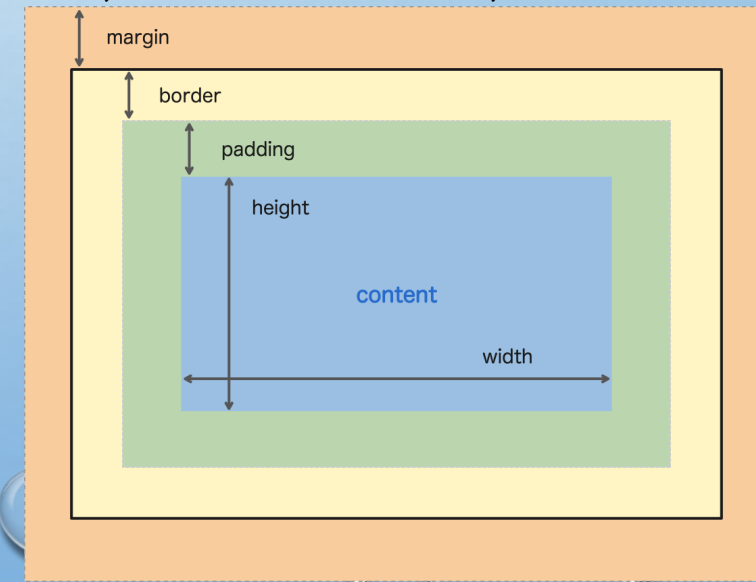 margin
border
padding
height
content
width